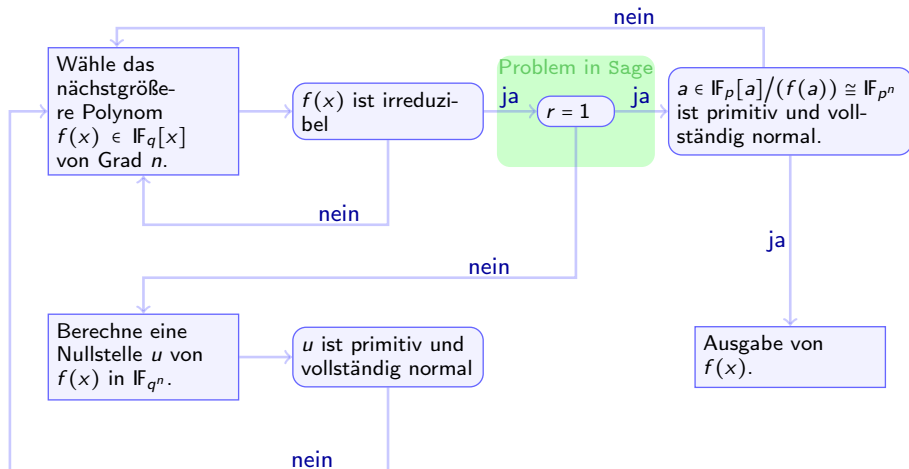 nein
Wähle das
nächstgröße-
re Polynom
f(x) ∈ 𝔽_q[x]
von Grad n.
f(x) ist irreduzi-
bel
ja
Problem in Sage
r = 1
ja
a ∈ 𝔽_p[a]/(f(a)) ≅ 𝔽_{p^n}
ist primitiv und voll-
ständig normal.
nein
ja
nein
Berechne eine
Nullstelle u von
f(x) in 𝔽_{q^n}.
u ist primitiv und
vollständig normal
Ausgabe von
f(x).
nein